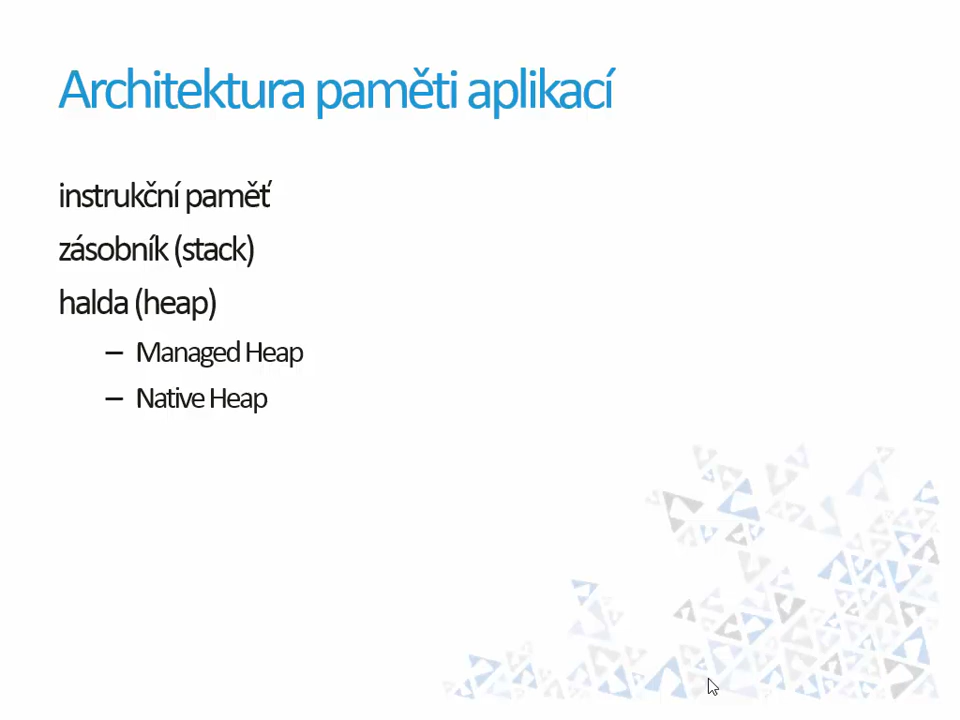 Architektura paměti aplikací
instrukční paměť
zásobník (stack)
halda (heap)
– Managed Heap
– Native Heap